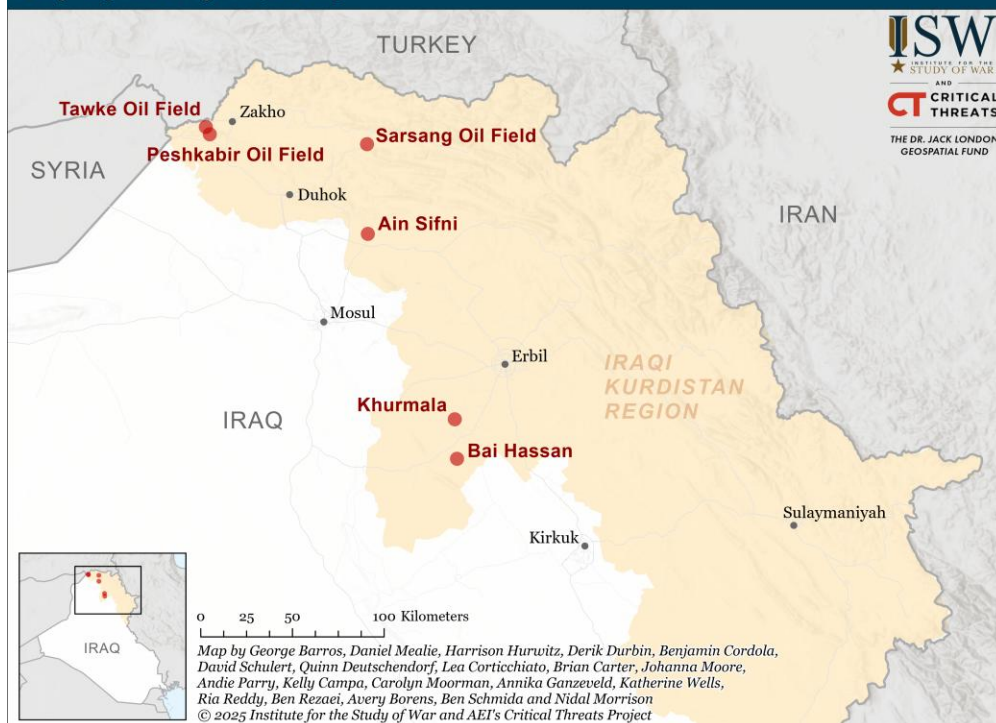 TURKEY
ISW
INSTITUTE FOR THE
STUDY OF WAR
AND
CT CRITICAL
THREATS
THE DR. JACK LONDON
GEOSPATIAL FUND
Tawke Oil Field
Zakho
Peshkabir Oil Field
Sarsang Oil Field
SYRIA
Duhok
IRAN
Ain Sifni
Mosul
Erbil
IRAQI
KURDISTAN
REGION
Khurmala
IRAQ
Bai Hassan
Sulaymaniyah
Kirkuk
IRAQ
0 25 50 100 Kilometers
Map by George Barros, Daniel Mealie, Harrison Hurwitz, Derik Durbin, Benjamin Cordola,
David Schulert, Quinn Deutschendorf, Lea Corticchiato, Brian Carter, Johanna Moore,
Andie Parry, Kelly Campa, Carolyn Moorman, Annika Ganzeveld, Katherine Wells,
Ria Reddy, Ben Rezaei, Avery Borens, Ben Schmida and Nidal Morrison
© 2025 Institute for the Study of War and AEI's Critical Threats Project